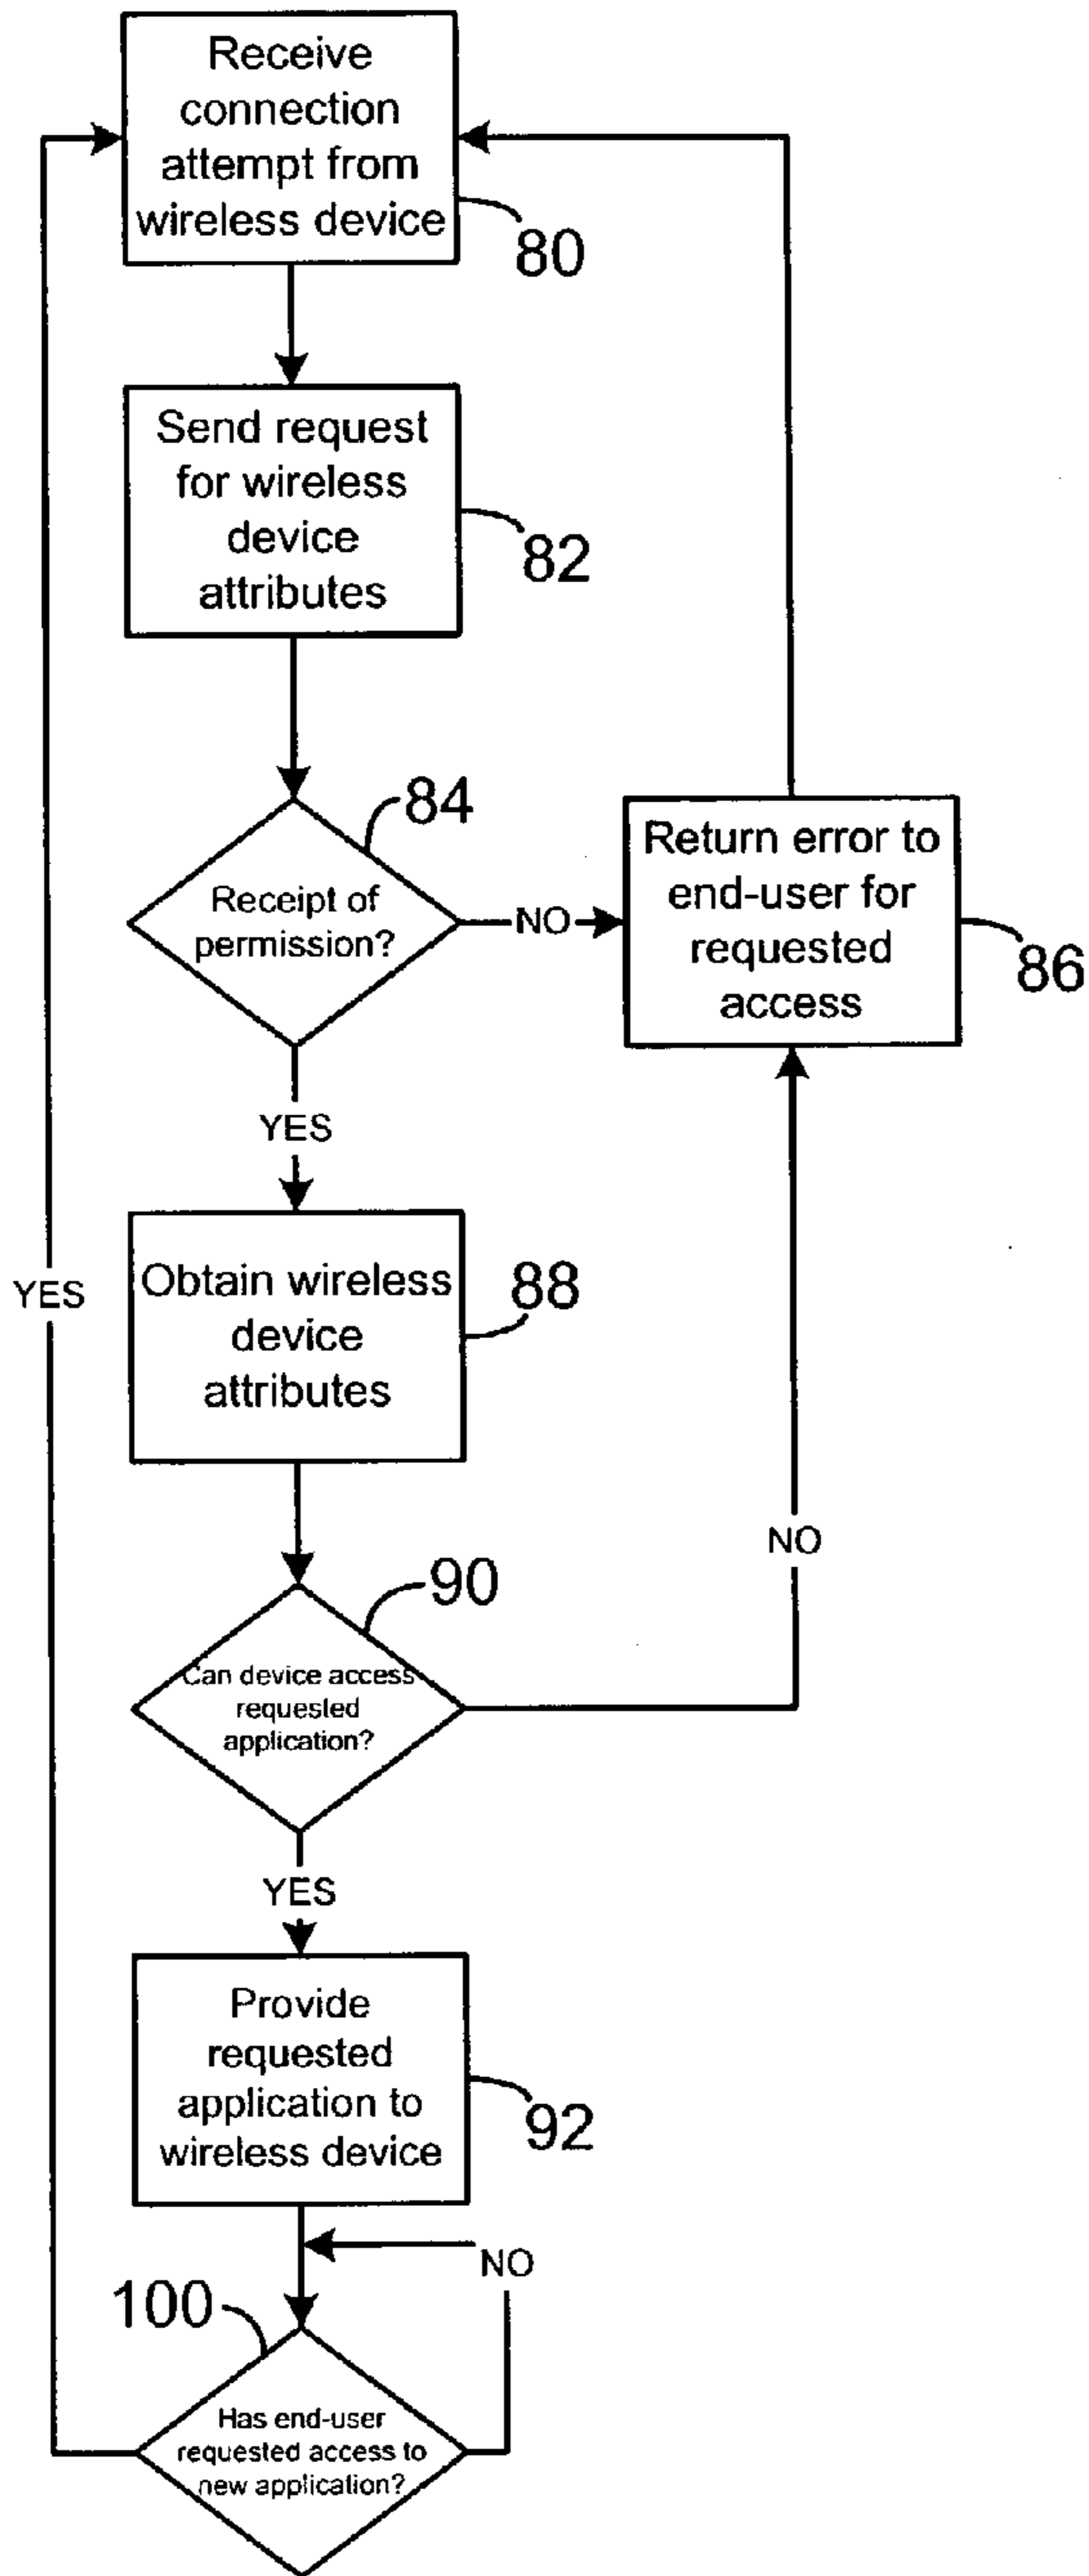 Receive
connection
attempt from
wireless device
80
Send request
for wireless
device
attributes
82
84
Receipt of
permission?
NO
Return error to
end-user for
requested
access
86
YES
YES
Obtain wireless
device
attributes
88
NO
90
Can device access
requested
application?
YES
Provide
requested
application to
wireless device
92
NO
100
Has end-user
requested access to
new application?